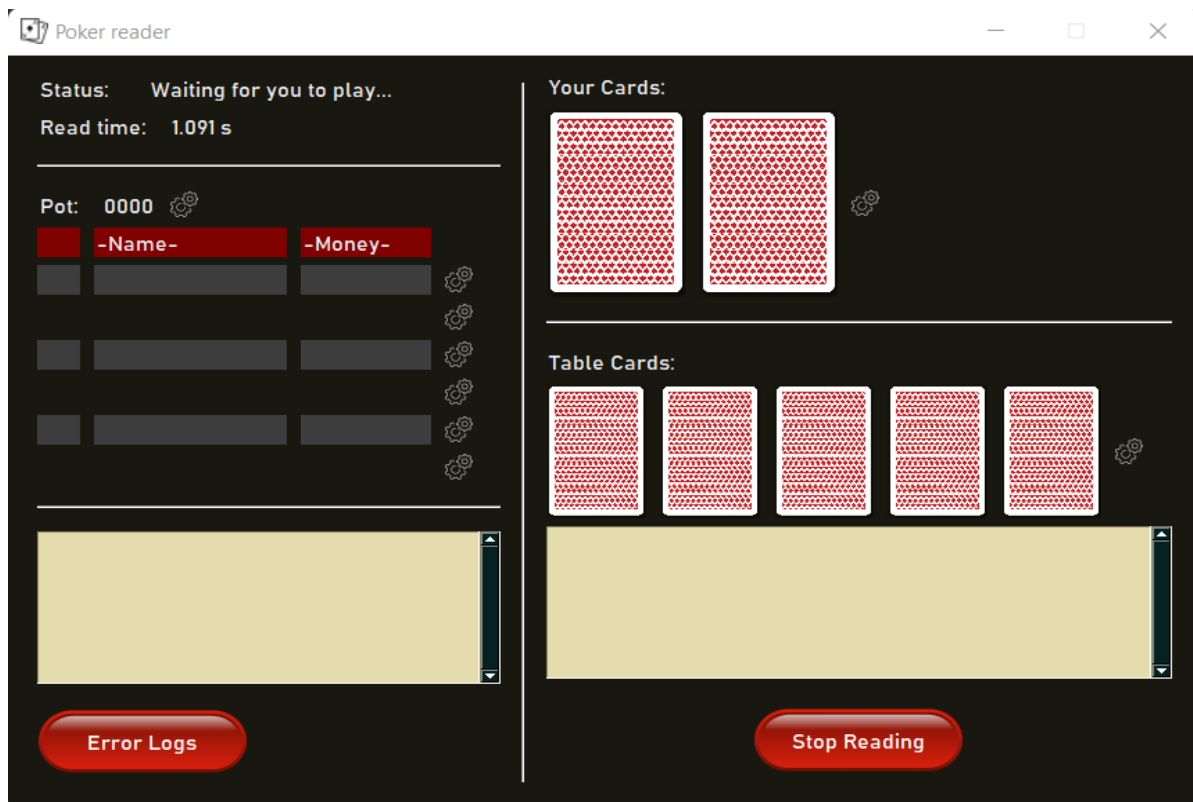 Poker reader
Status: Waiting for you to play...
Read time: 1.091 s
Pot: 0000
-Name- -Money-
Error Logs
Your Cards:
Table Cards:
Stop Reading